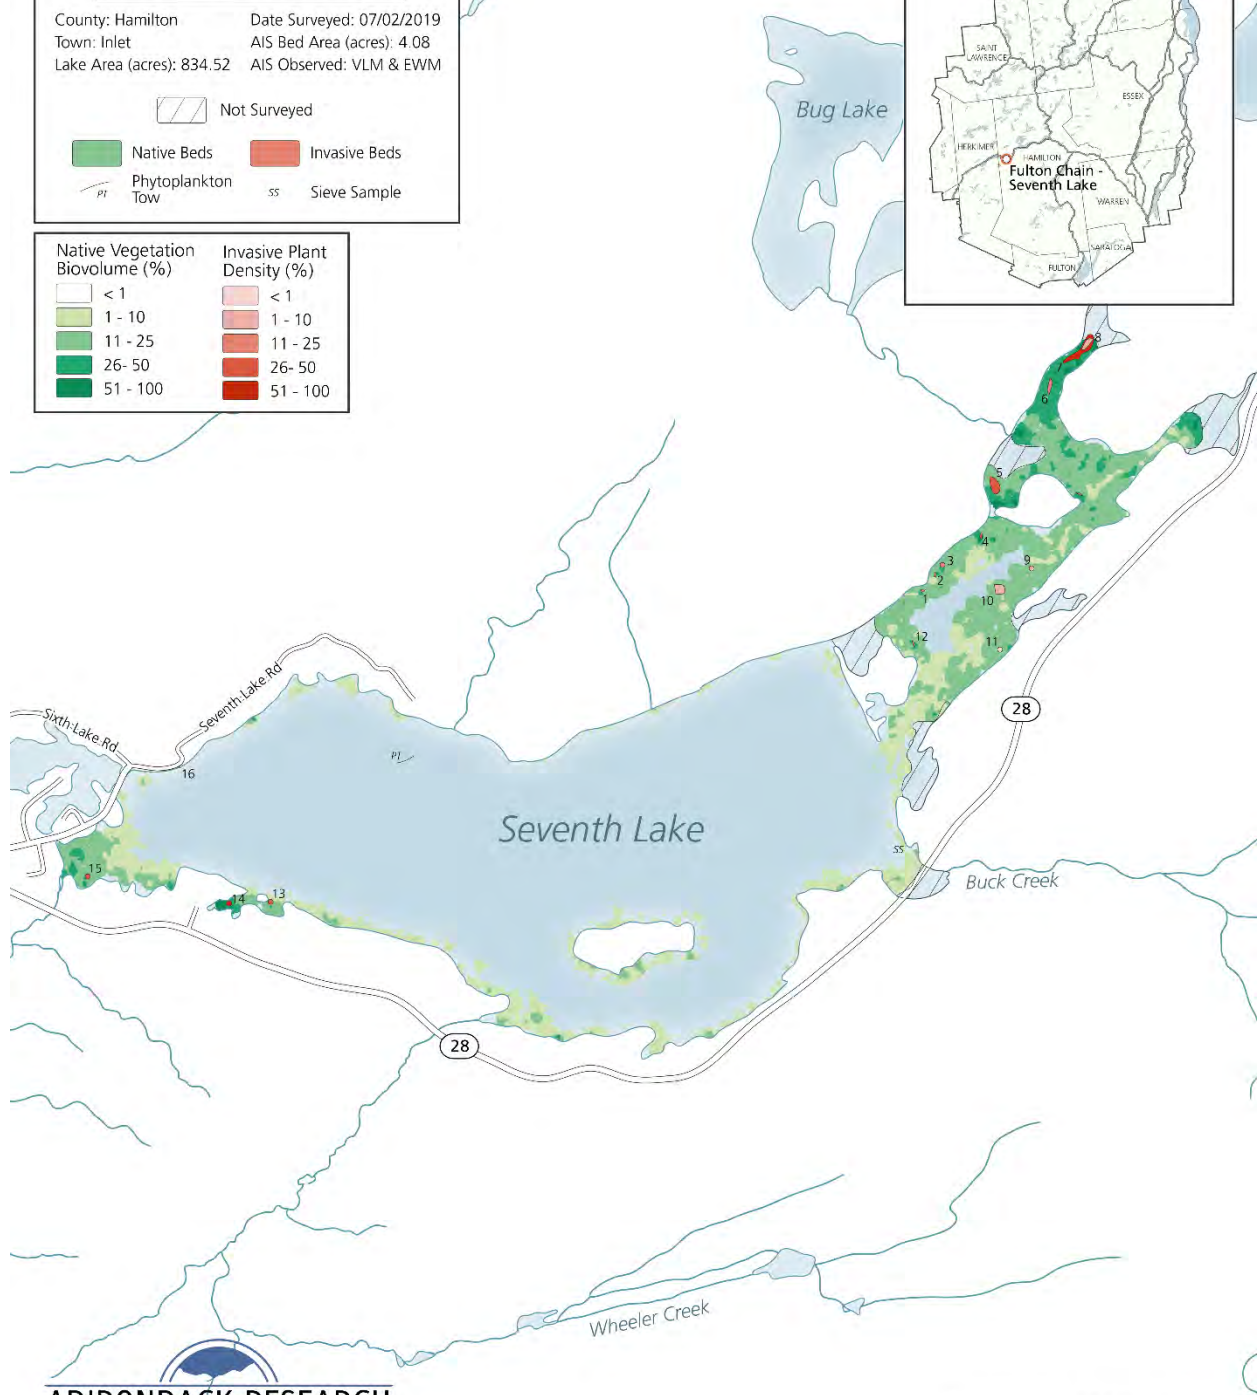 County: Hamilton
Town: Inlet
Lake Area (acres): 834.52
Date Surveyed: 07/02/2019
AIS Bed Area (acres): 4.08
AIS Observed: VLM & EWM
Not Surveyed
Native Beds
Invasive Beds
PT
Phytoplankton
Tow
SS
Sieve Sample
Native Vegetation
Biovolume (%)
< 1
1 - 10
11 - 25
26- 50
51 - 100
Invasive Plant
Density (%)
< 1
1 - 10
11 - 25
26- 50
51 - 100
Bug Lake
SAINT
LAWRENCE
ESSEX
HERKIMER
HAMILTON
Fulton Chain -
Seventh Lake
WARREN
SARATOGA
FULTON
8
7
6
5
4
3
2
1
9
10
11
12
28
Seventh Lake Rd
Sixth Lake Rd
16
PT
Seventh Lake
SS
Buck Creek
15
14
13
28
Wheeler Creek
ADIRONDACK RESEARCH